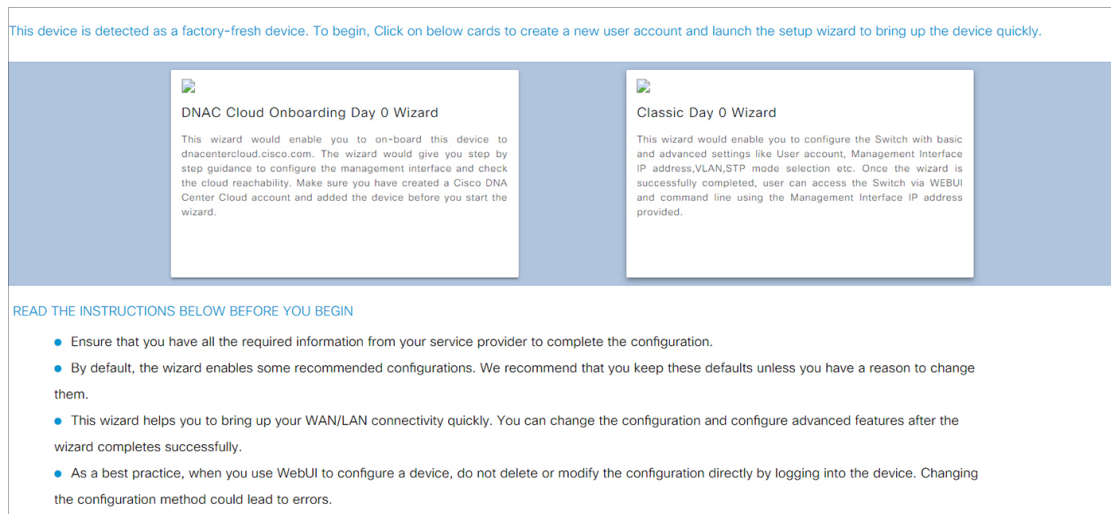 This device is detected as a factory-fresh device. To begin, Click on below cards to create a new user account and launch the setup wizard to bring up the device quickly.
DNAC Cloud Onboarding Day 0 Wizard
This wizard would enable you to on-board this device to
dnacentercloud.cisco.com. The wizard would give you step by
step guidance to configure the management interface and check
the cloud reachability. Make sure you have created a Cisco DNA
Center Cloud account and added the device before you start the
wizard.
Classic Day 0 Wizard
This wizard would enable you to configure the Switch with basic
and advanced settings like User account, Management Interface
IP address,VLAN,STP mode selection etc. Once the wizard is
successfully completed, user can access the Switch via WEBUI
and command line using the Management Interface IP address
provided.
READ THE INSTRUCTIONS BELOW BEFORE YOU BEGIN
● Ensure that you have all the required information from your service provider to complete the configuration.
● By default, the wizard enables some recommended configurations. We recommend that you keep these defaults unless you have a reason to change
them.
● This wizard helps you to bring up your WAN/LAN connectivity quickly. You can change the configuration and configure advanced features after the
wizard completes successfully.
● As a best practice, when you use WebUI to configure a device, do not delete or modify the configuration directly by logging into the device. Changing
the configuration method could lead to errors.